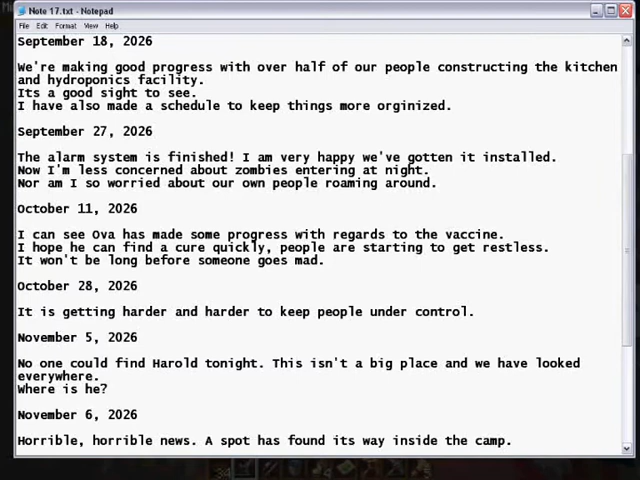 Note 17.txt - Notepad
File Edit Format View Help
September 18, 2026
We're making good progress with over half of our people constructing the kitchen
and hydroponics facility.
Its a good sight to see.
I have also made a schedule to keep things more orginized.
September 27, 2026
The alarm system is finished! I am very happy we've gotten it installed.
Now I'm less concerned about zombies entering at night.
Nor am I so worried about our own people roaming around.
October 11, 2026
I can see Ova has made some progress with regards to the vaccine.
I hope he can find a cure quickly, people are starting to get restless.
It won't be long before someone goes mad.
October 28, 2026
It is getting harder and harder to keep people under control.
November 5, 2026
No one could find Harold tonight. This isn't a big place and we have looked
everywhere.
Where is he?
November 6, 2026
Horrible, horrible news. A spot has found its way inside the camp.